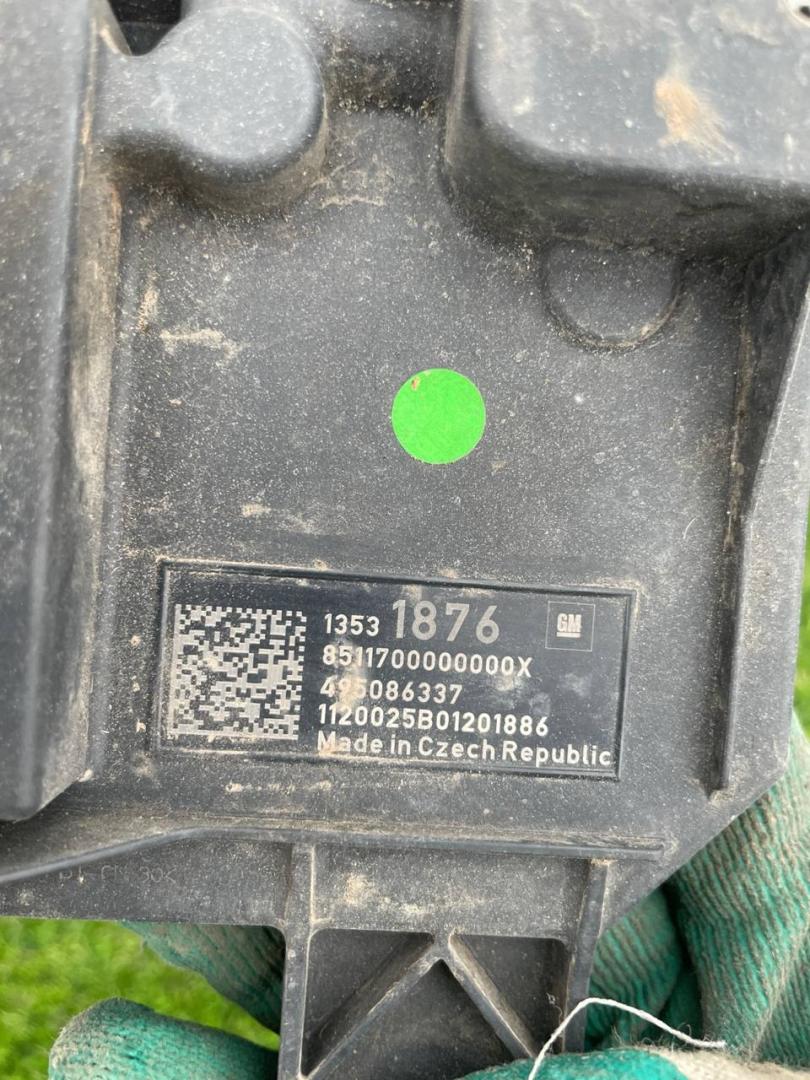 1353 1876 GM
8511700000000X
495086337
1120025B01201886
Made in Czech Republic